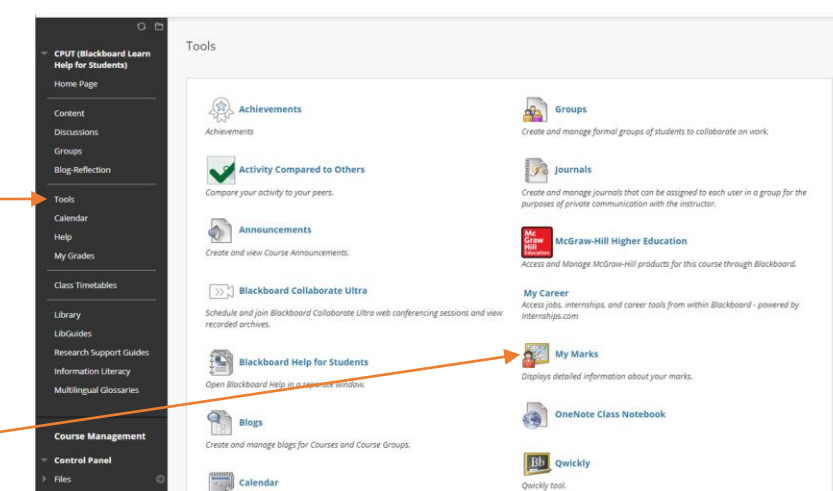 CPUT (Blackboard Learn
Help for Students)
Home Page
Content
Discussions
Groups
Blog-Reflection
Tools
Calendar
Help
My Grades
Class Timetables
Library
LibGuides
Research Support Guides
Information Literacy
Multilingual Glossaries
Course Management
Control Panel
Files
Tools
Achievements
Achievements
Activity Compared to Others
Compare your activity to your peers.
Announcements
Create and view Course Announcements.
Blackboard Collaborate Ultra
Schedule and join Blackboard Collaborate Ultra web conferencing sessions and view
recorded archives.
Blackboard Help for Students
Open Blackboard Help in a separate window.
Blogs
Create and manage blogs for Courses and Course Groups.
Calendar
Groups
Create and manage formal groups of students to collaborate on work.
Journals
Create and manage journals that can be assigned to each user in a group for the
purposes of private communication with the instructor.
Mc
Graw
Hill
Education
McGraw-Hill Higher Education
Access and Manage McGraw-Hill products for this course through Blackboard.
My Career
Access jobs, internships, and career tools from within Blackboard - powered by
Internships.com
My Marks
Displays detailed information about your marks.
OneNote Class Notebook
Bb
Qwickly
Qwickly tool.